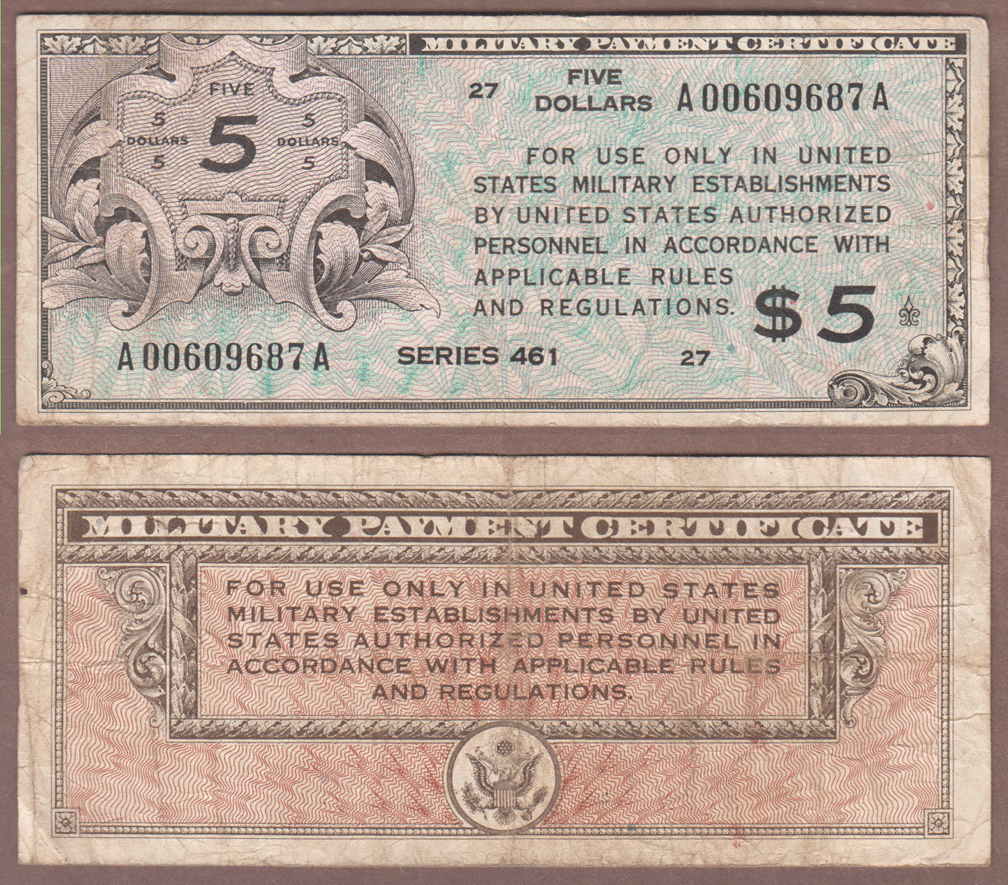 MILITARY PAYMENT CERTIFICATE
FIVE
5 5
DOLLARS 5 DOLLARS
5 5
27 FIVE DOLLARS A00609687A
FOR USE ONLY IN UNITED
STATES MILITARY ESTABLISHMENTS
BY UNITED STATES AUTHORIZED
PERSONNEL IN ACCORDANCE WITH
APPLICABLE RULES
AND REGULATIONS.
$5
A00609687A SERIES 461 27
MILITARY PAYMENT CERTIFICATE
FOR USE ONLY IN UNITED STATES
MILITARY ESTABLISHMENTS BY UNITED
STATES AUTHORIZED PERSONNEL IN
ACCORDANCE WITH APPLICABLE RULES
AND REGULATIONS.